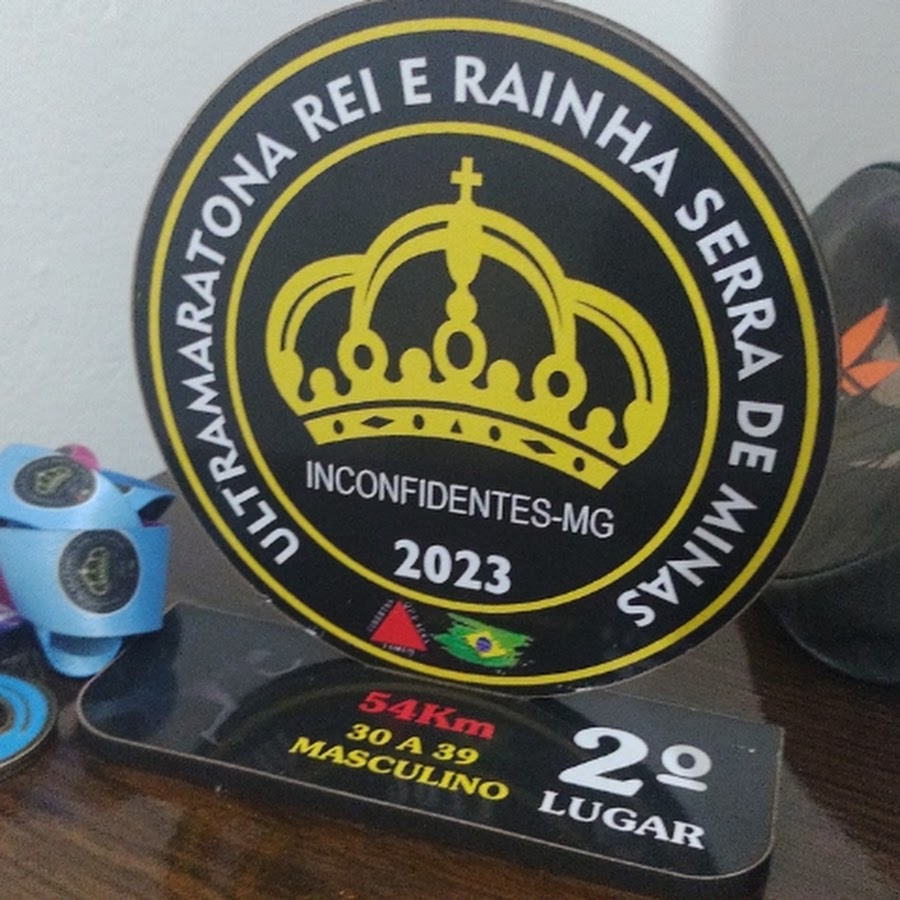 ULTRAMARATONA REI E RAINHA SERRA DE MINAS
INCONFIDENTES-MG
2023
54Km
30 A 39
MASCULINO
2º
LUGAR